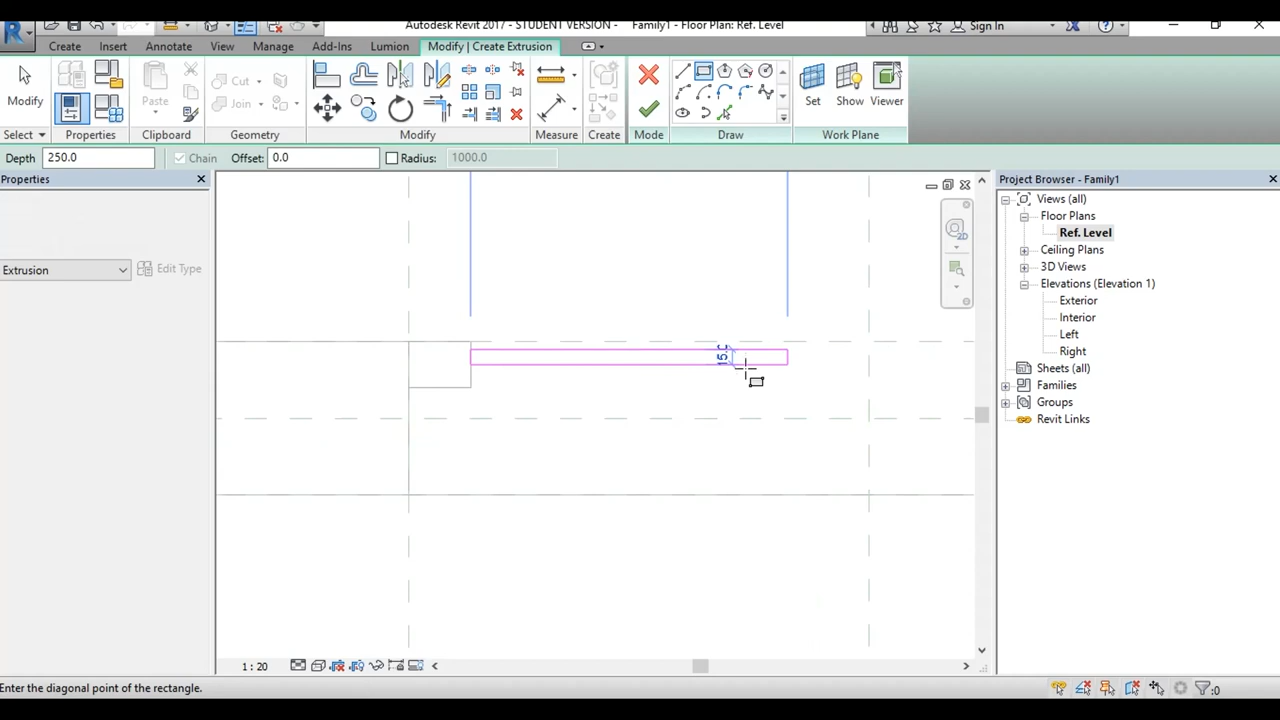 Autodesk Revit 2017 - STUDENT VERSION - Family1 - Floor Plan: Ref. Level
Sign In
Create Insert Annotate View Manage Add-Ins Lumion Modify | Create Extrusion
Modify Paste Cut Join Set Show Viewer
Select Properties Clipboard Geometry Modify Measure Create Mode Draw Work Plane
Depth 250.0 Chain Offset: 0.0 Radius: 1000.0
Properties
Extrusion Edit Type
15.0
2D
Project Browser - Family1
Views (all)
Floor Plans
Ref. Level
Ceiling Plans
3D Views
Elevations (Elevation 1)
Exterior
Interior
Left
Right
Sheets (all)
Families
Groups
Revit Links
1 : 20
Enter the diagonal point of the rectangle.
:0